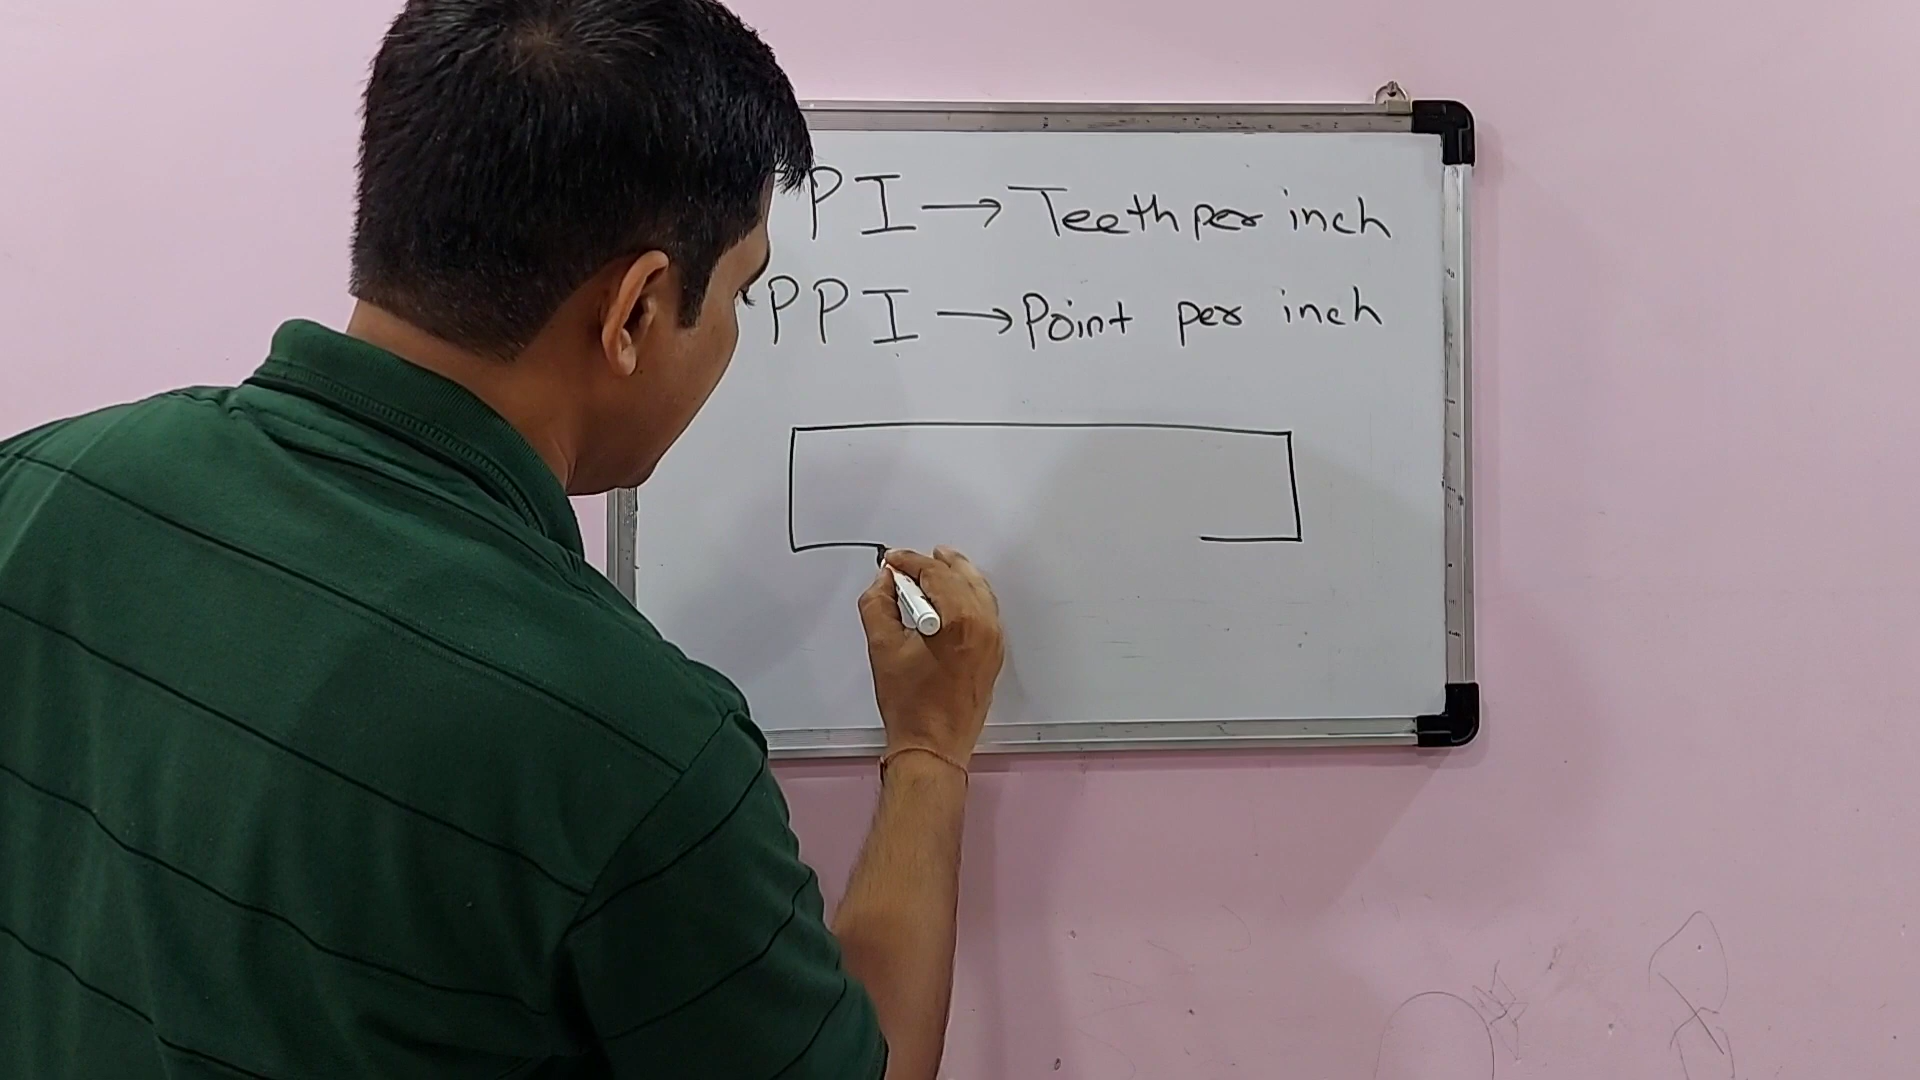 PI → Teeth per inch
PPI → Point per inch